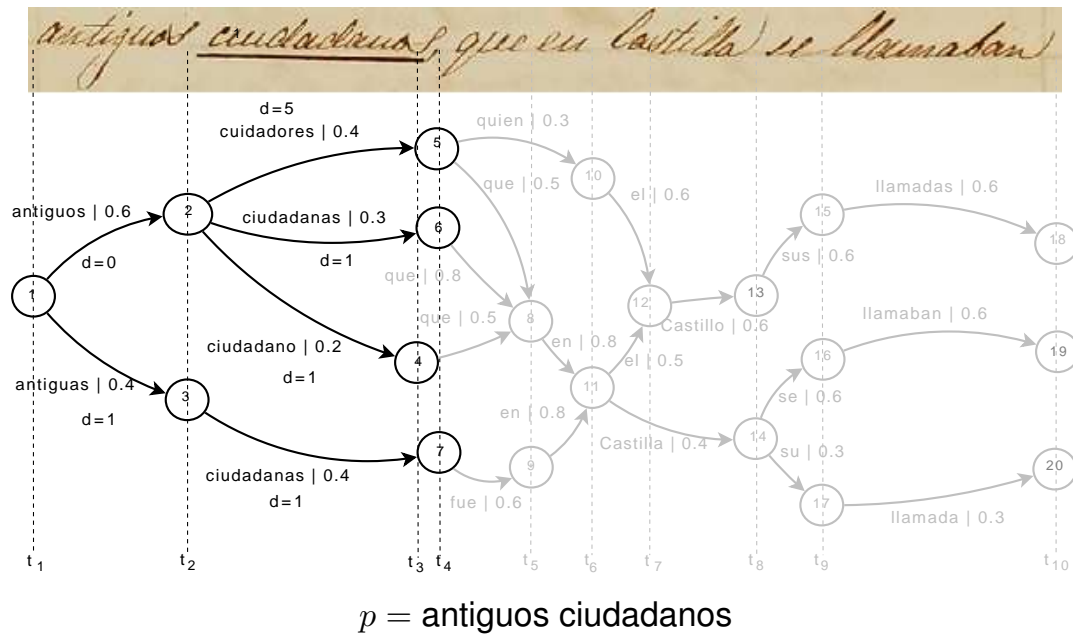 antiguos ciudadanos, que en Castilla se llamaban
d=5
cuidadores | 0.4
quien | 0.3
5
10
que | 0.5
el | 0.6
llamadas | 0.6
15
antiguos | 0.6
2
ciudadanas | 0.3
6
18
d=0
d=1
que | 0.8
sus | 0.6
1
12
13
8
que | 0.5
Castillo | 0.6
llamaban | 0.6
ciudadano | 0.2
en | 0.8
el | 0.5
4
16
19
d=1
antiguas | 0.4
11
3
se | 0.6
d=1
en | 0.8
Castilla | 0.4
14
7
su | 0.3
9
20
ciudadanas | 0.4
d=1
fue | 0.6
17
llamada | 0.3
t1 t2 t3 t4 t5 t6 t7 t8 t9 t10
p = antiguos ciudadanos